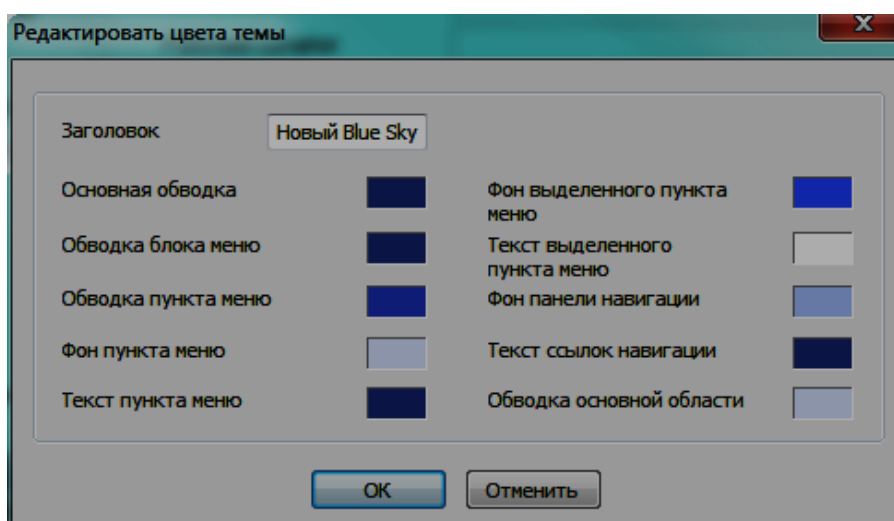 Редактировать цвета темы
Заголовок Новый Blue Sky
Основная обводка
Фон выделенного пункта
меню
Обводка блока меню
Текст выделенного
пункта меню
Обводка пункта меню
Фон панели навигации
Фон пункта меню
Текст ссылок навигации
Текст пункта меню
Обводка основной области
ОК Отменить